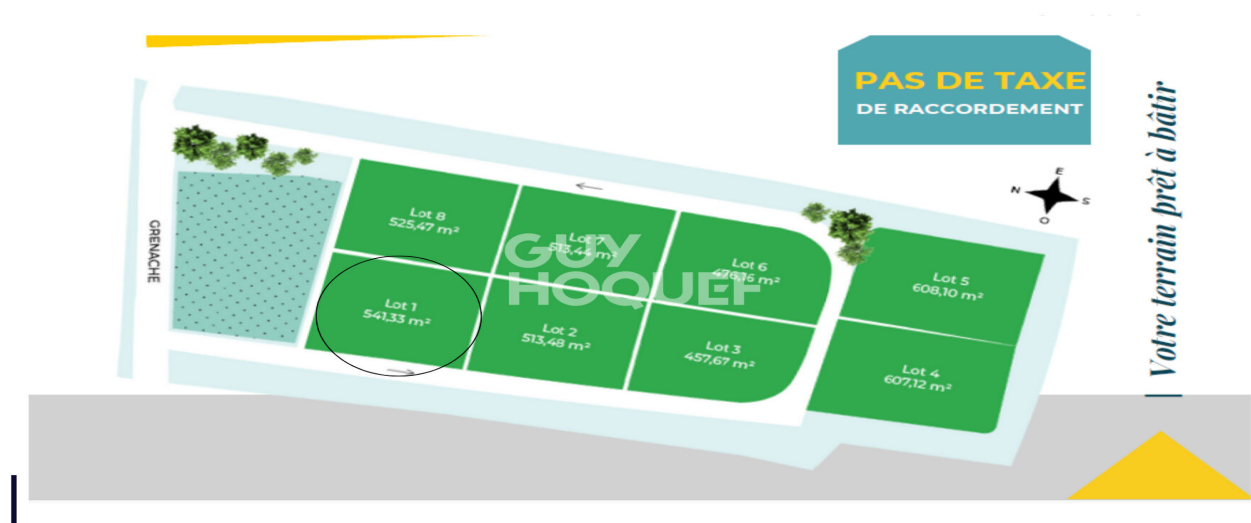 PAS DE TAXE
DE RACCORDEMENT
Votre terrain prêt à bâtir
E
N
S
O
GRENACHE
Lot 8
525,47 m²
Lot 7
513,44 m²
Lot 6
476,16 m²
Lot 5
608,10 m²
GUY
HOQUET
Lot 1
541,33 m²
Lot 2
513,48 m²
Lot 3
457,67 m²
Lot 4
607,12 m²